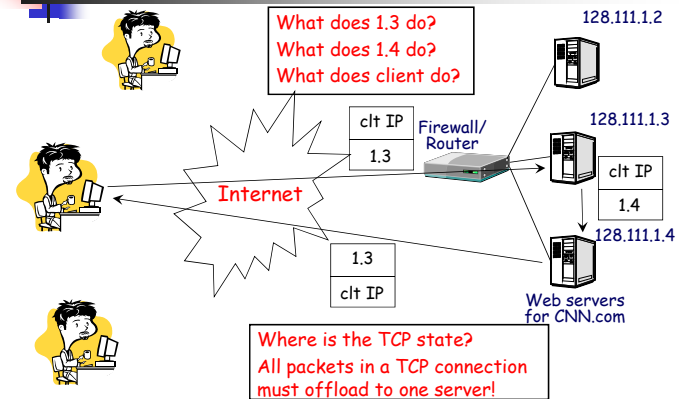 What does 1.3 do?
What does 1.4 do?
What does client do?
128.111.1.2
clt IP
1.3
Firewall/
Router
128.111.1.3
clt IP
1.4
Internet
128.111.1.4
1.3
clt IP
Web servers
for CNN.com
Where is the TCP state?
All packets in a TCP connection
must offload to one server!